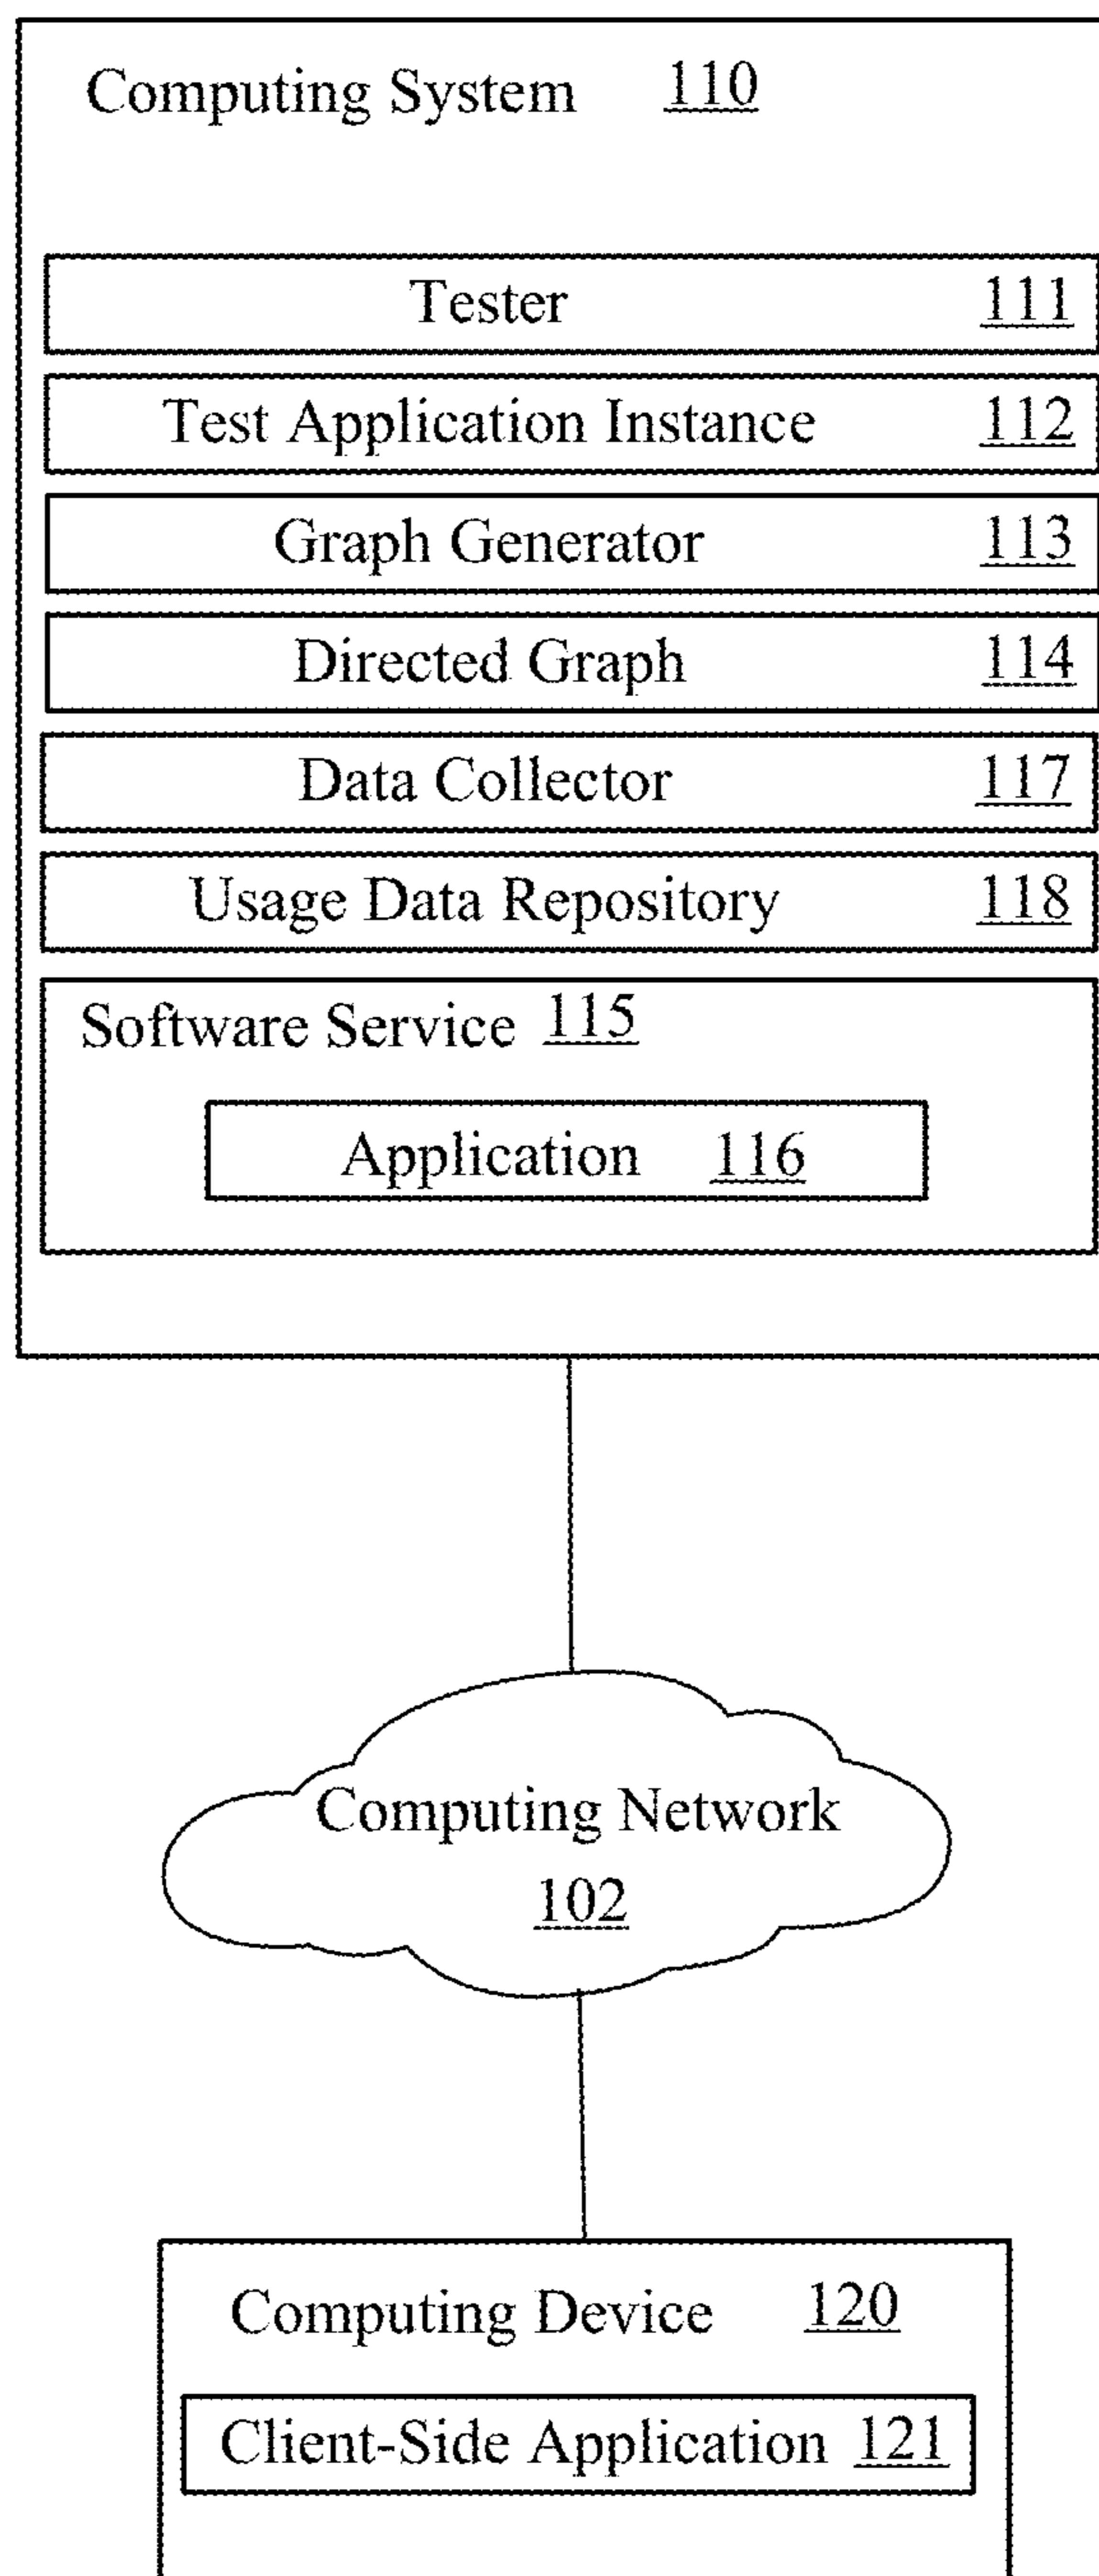 Computing System 110
Tester 111
Test Application Instance 112
Graph Generator 113
Directed Graph 114
Data Collector 117
Usage Data Repository 118
Software Service 115
Application 116
Computing Network
102
Computing Device 120
Client-Side Application 121